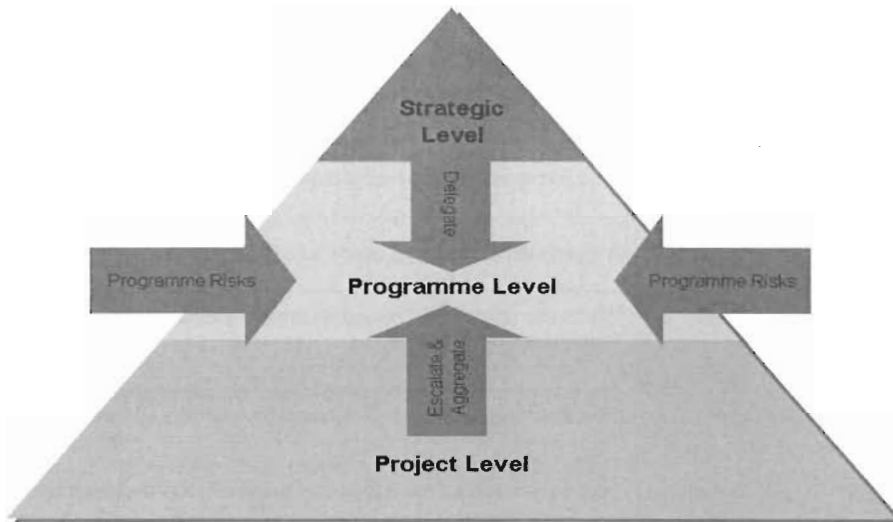 Strategic
Level
Delegate
Programme Risks
Programme Level
Programme Risks
Escalate &
Aggregate
Project Level